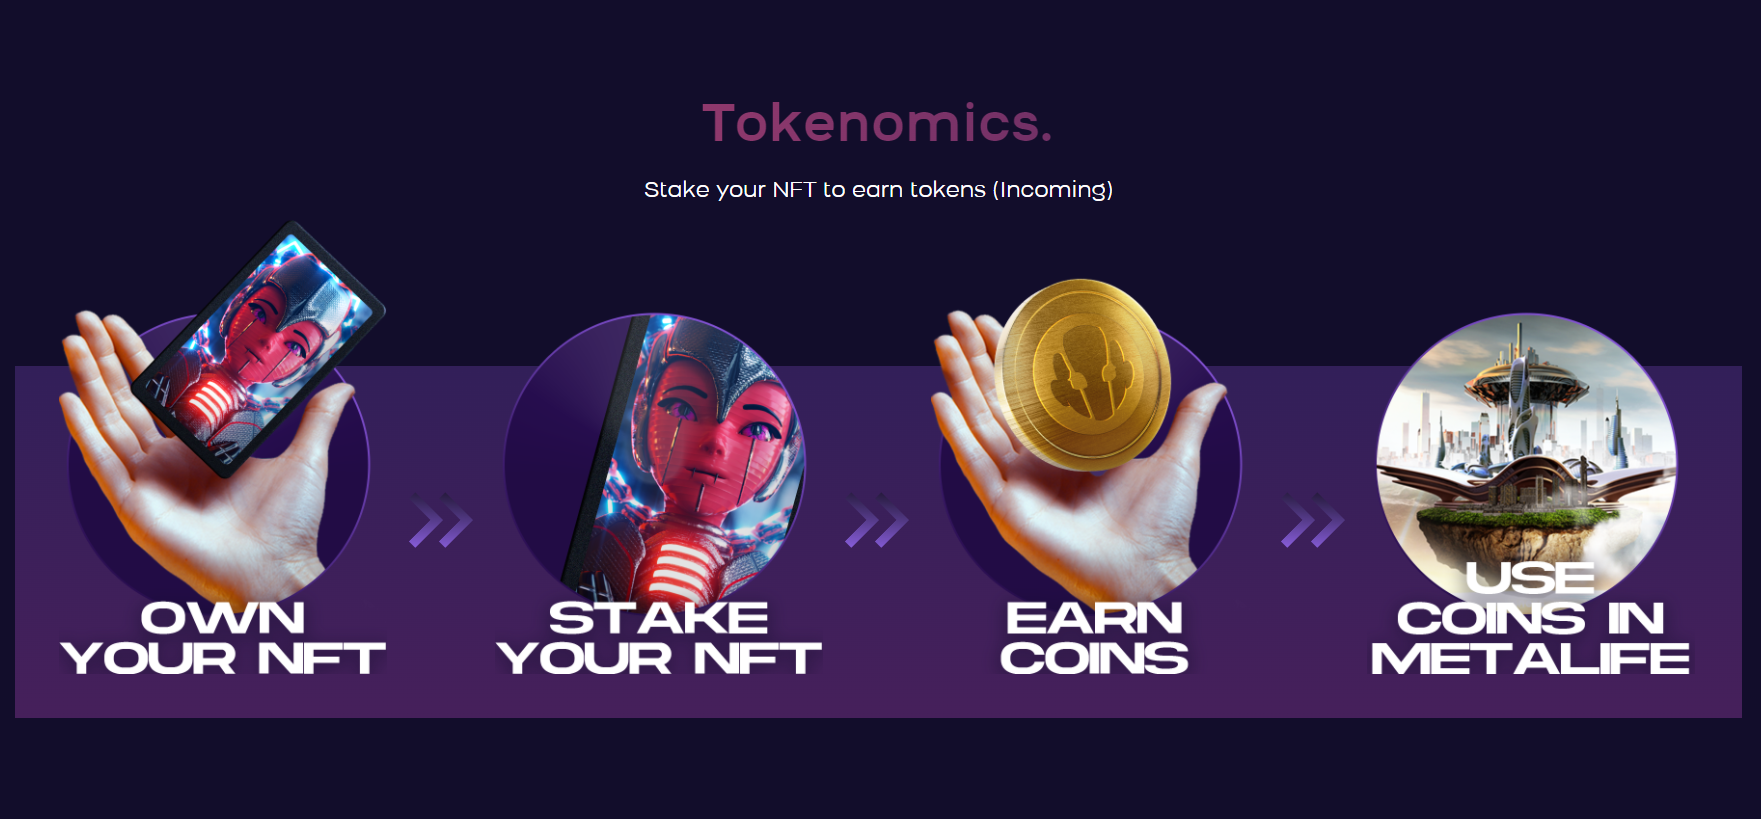 Tokenomics.
Stake your NFT to earn tokens (Incoming)
OWN
YOUR NFT
STAKE
YOUR NFT
EARN
COINS
USE
COINS IN
METALIFE